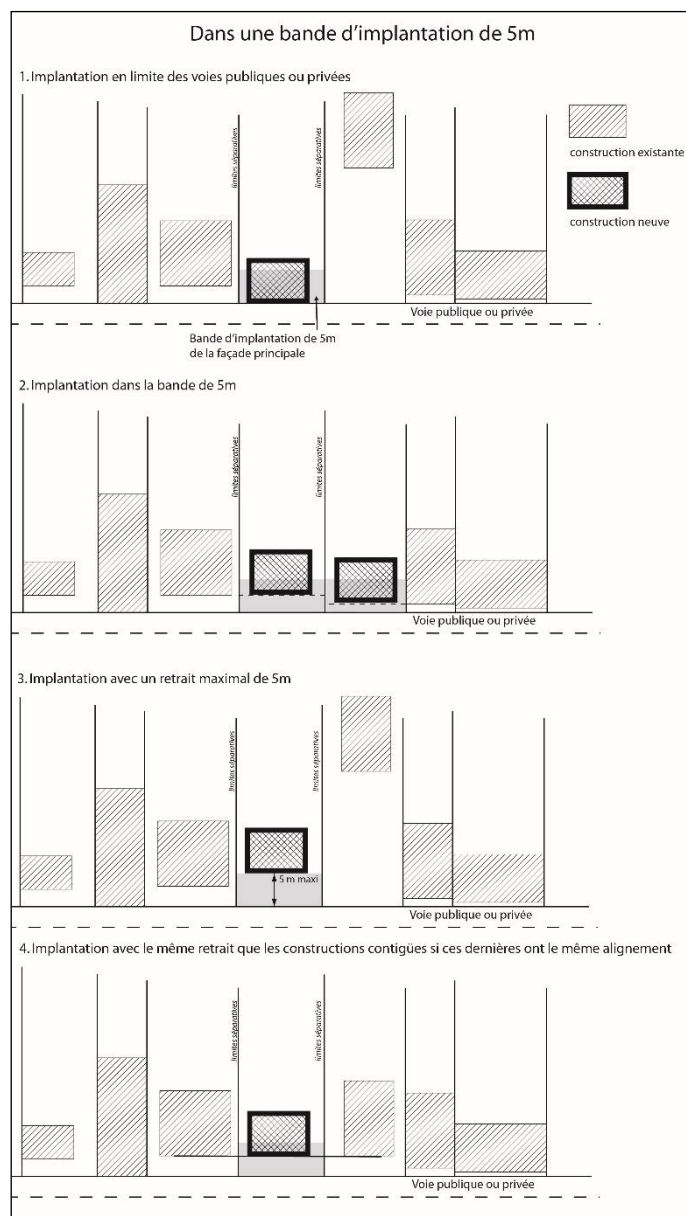 Dans une bande d'implantation de 5m
1. Implantation en limite des voies publiques ou privées
limites séparatives
limites séparatives
construction existante
construction neuve
Voie publique ou privée
Bande d'implantation de 5m
de la façade principale
2. Implantation dans la bande de 5m
limites séparatives
limites séparatives
Voie publique ou privée
3. Implantation avec un retrait maximal de 5m
limites séparatives
limites séparatives
5 m maxi
Voie publique ou privée
4. Implantation avec le même retrait que les constructions contigües si ces dernières ont le même alignement
limites séparatives
limites séparatives
Voie publique ou privée